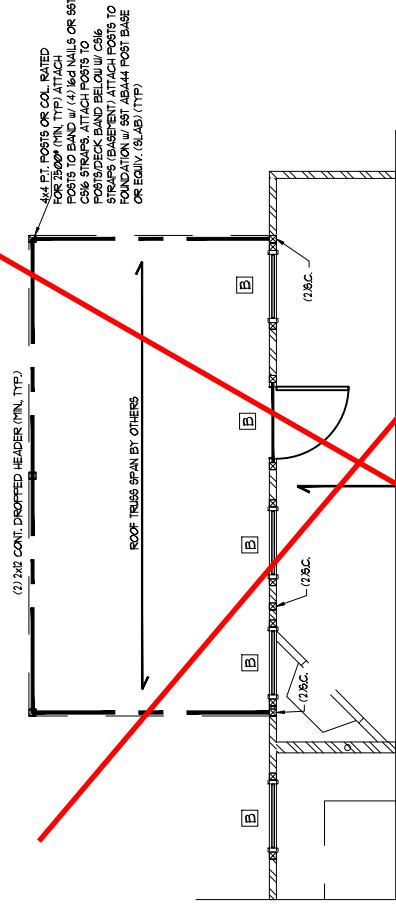 4x4 P.T. POSTS OR COL. RATED
FOR 2500# (MIN, TYP) ATTACH
POSTS TO BAND W/ (4) 16d NAILS OR SST
CS16 STRAPS. ATTACH POSTS TO
POSTS/DECK BAND BELOW W/ CS16
STRAPS (BASEMENT) ATTACH POSTS TO
FOUNDATION W/ SST ABA44 POST BASE
OR EQUIV. (SLAB) (TYP)
(2) 2x12 CONT. DROPPED HEADER (MIN, TYP.)
ROOF TRUSS SPAN BY OTHERS
B
B
B
B
B
(2)S.C.
(2)S.C.
(2)S.C.